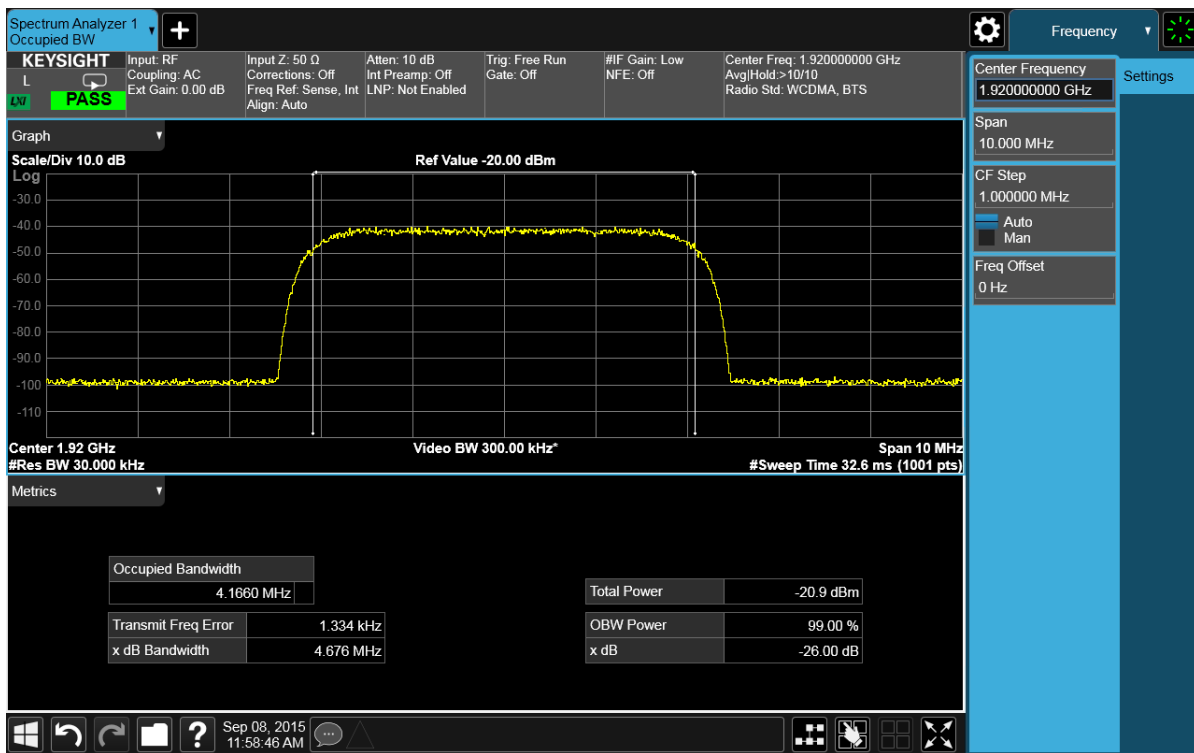 Spectrum Analyzer 1
Occupied BW
Frequency
KEYSIGHT
L
LXI
PASS
Input: RF
Coupling: AC
Ext Gain: 0.00 dB
Input Z: 50 Ω
Corrections: Off
Freq Ref: Sense, Int
Align: Auto
Atten: 10 dB
Int Preamp: Off
LNP: Not Enabled
Trig: Free Run
Gate: Off
#IF Gain: Low
NFE: Off
Center Freq: 1.920000000 GHz
Avg|Hold:>10/10
Radio Std: WCDMA, BTS
Center Frequency
1.920000000 GHz
Settings
Span
10.000 MHz
CF Step
1.000000 MHz
Auto
Man
Freq Offset
0 Hz
Graph
Scale/Div 10.0 dB
Ref Value -20.00 dBm
Log
-30.0
-40.0
-50.0
-60.0
-70.0
-80.0
-90.0
-100
-110
Center 1.92 GHz
Video BW 300.00 kHz*
Span 10 MHz
#Res BW 30.000 kHz
#Sweep Time 32.6 ms (1001 pts)
Metrics
Occupied Bandwidth
4.1660 MHz
Total Power -20.9 dBm
Transmit Freq Error 1.334 kHz
OBW Power 99.00 %
x dB Bandwidth 4.676 MHz
x dB -26.00 dB
?
Sep 08, 2015
11:58:46 AM